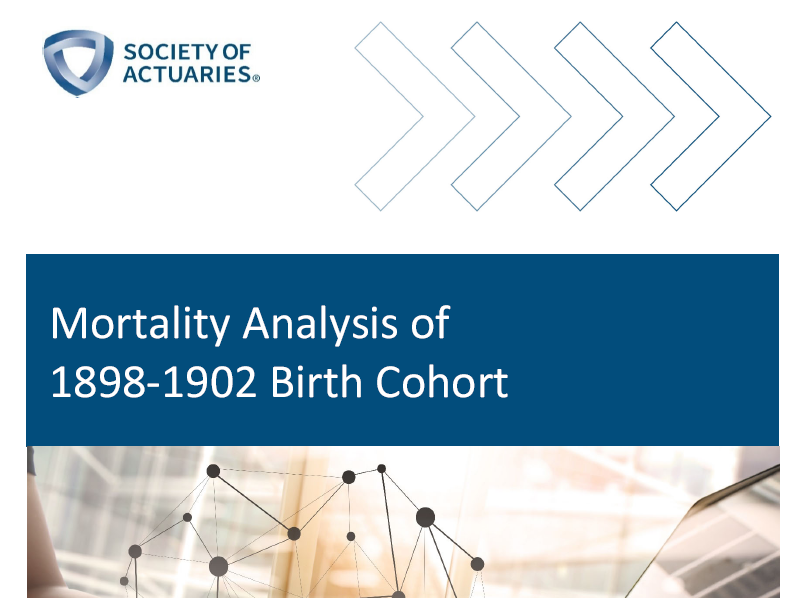 SOCIETY OF
ACTUARIES®
Mortality Analysis of
1898-1902 Birth Cohort